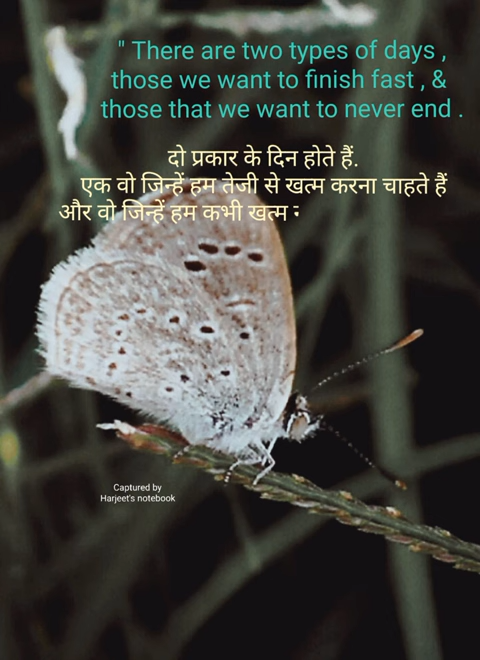 " There are two types of days ,
those we want to finish fast , &
those that we want to never end .
दो प्रकार के दिन होते हैं.
एक वो जिन्हें हम तेजी से खत्म करना चाहते हैं
और वो जिन्हें हम कभी खत्म
Captured by
Harjeet's notebook